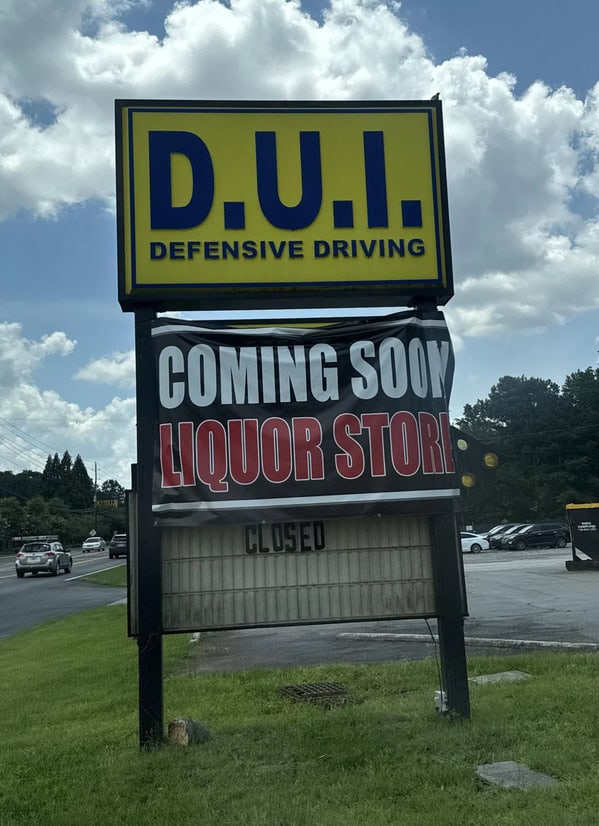 D.U.I.
DEFENSIVE DRIVING
COMING SOON
LIQUOR STORE
CLOSED